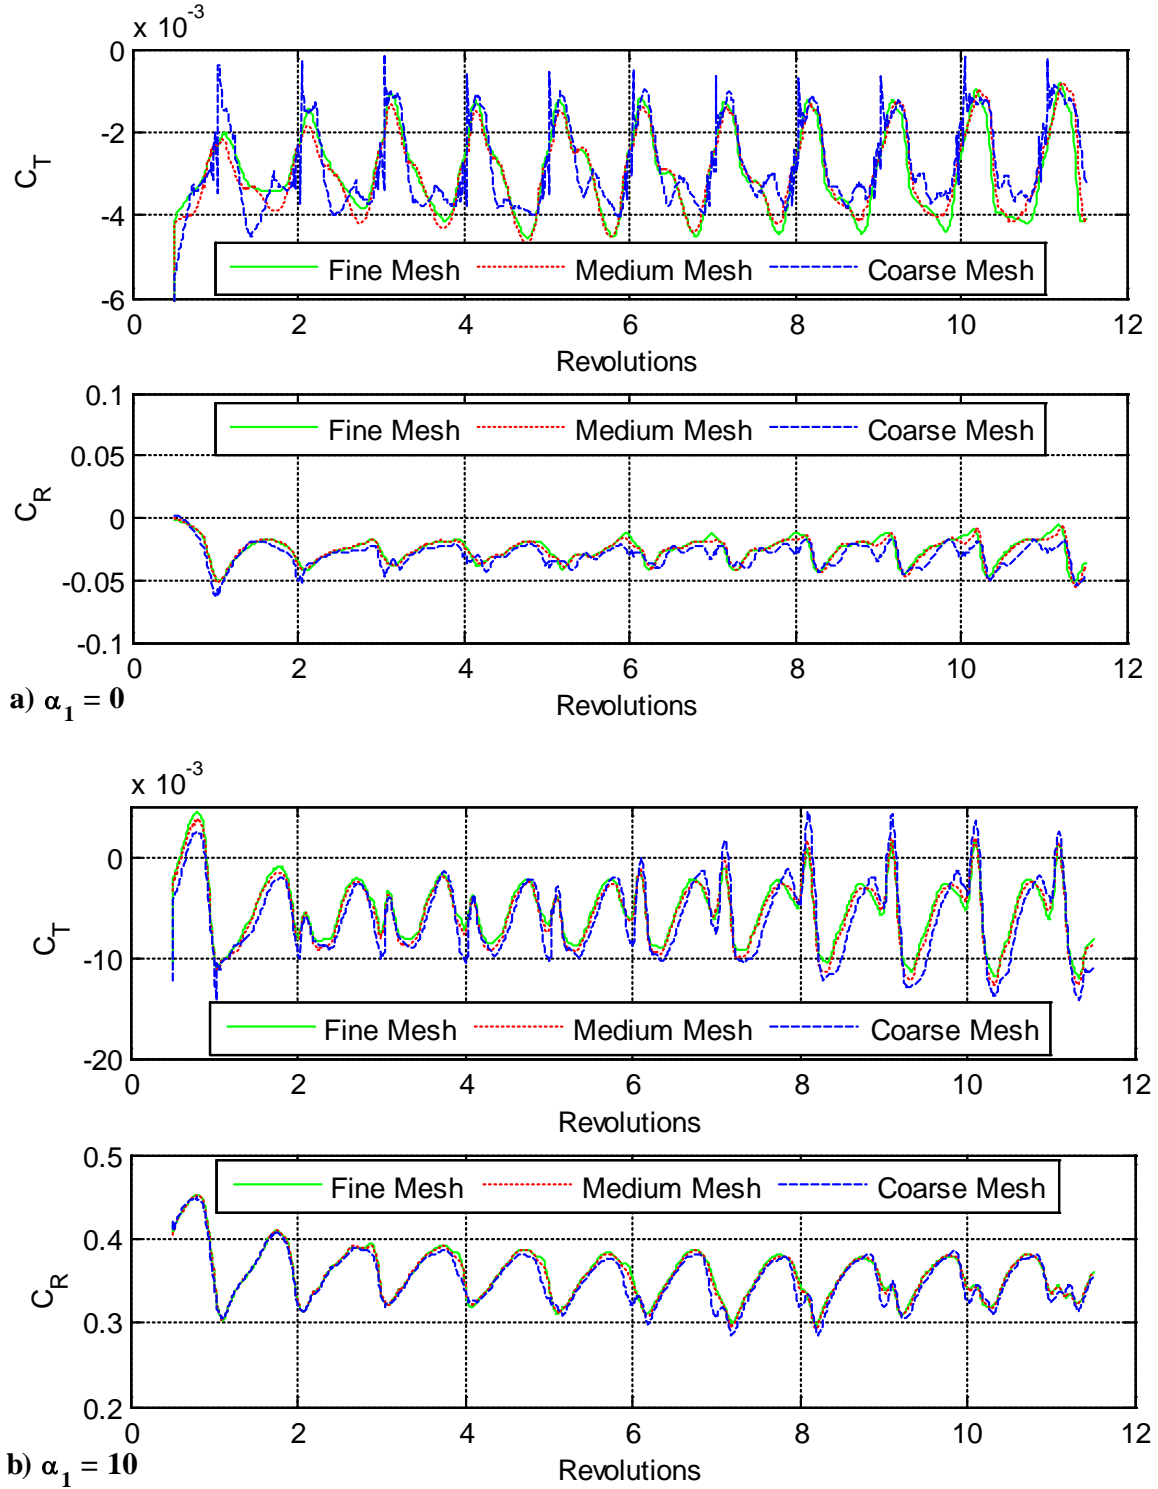 x 10^-3
0
-2
-4
-6
C_T
Fine Mesh Medium Mesh Coarse Mesh
0 2 4 6 8 10 12
Revolutions
0.1
0.05
0
-0.05
-0.1
C_R
Fine Mesh Medium Mesh Coarse Mesh
0 2 4 6 8 10 12
Revolutions
a) α_1 = 0
x 10^-3
0
-10
-20
C_T
Fine Mesh Medium Mesh Coarse Mesh
0 2 4 6 8 10 12
Revolutions
0.5
0.4
0.3
0.2
C_R
Fine Mesh Medium Mesh Coarse Mesh
0 2 4 6 8 10 12
Revolutions
b) α_1 = 10